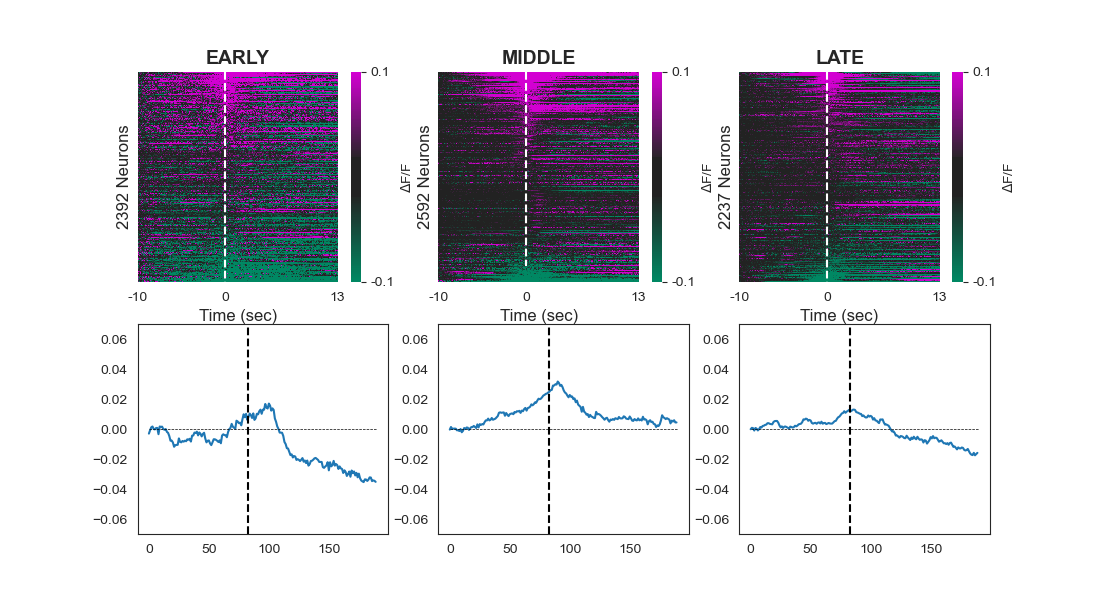 EARLY
MIDDLE
LATE
2392 Neurons
0.1
ΔF/F
-0.1
-10 0 13
Time (sec)
2592 Neurons
0.1
ΔF/F
-0.1
-10 0 13
Time (sec)
2237 Neurons
0.1
ΔF/F
-0.1
-10 0 13
Time (sec)
0.06
0.04
0.02
0.00
−0.02
−0.04
−0.06
0 50 100 150
0.06
0.04
0.02
0.00
−0.02
−0.04
−0.06
0 50 100 150
0.06
0.04
0.02
0.00
−0.02
−0.04
−0.06
0 50 100 150